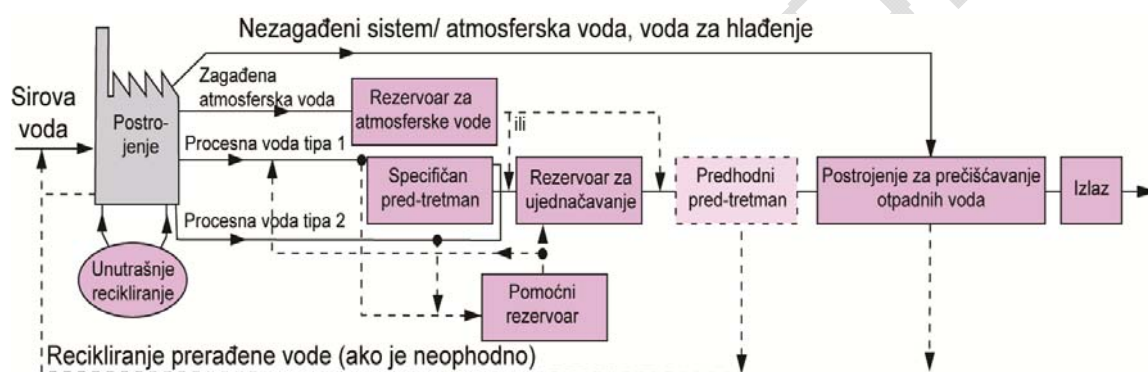 Nezagađeni sistem/ atmosferska voda, voda za hlađenje
Sirova
voda
Postro-
jenje
Zagađena
atmosferska voda
Rezervoar za
atmosferske vode
ili
Procesna voda tipa 1
Specifičan
pred-tretman
Rezervoar za
ujednačavanje
Predhodni
pred-tretman
Postrojenje za prečišćavanje
otpadnih voda
Izlaz
Procesna voda tipa 2
Unutrašnje
recikliranje
Pomoćni
rezervoar
Recikliranje prerađene vode (ako je neophodno)